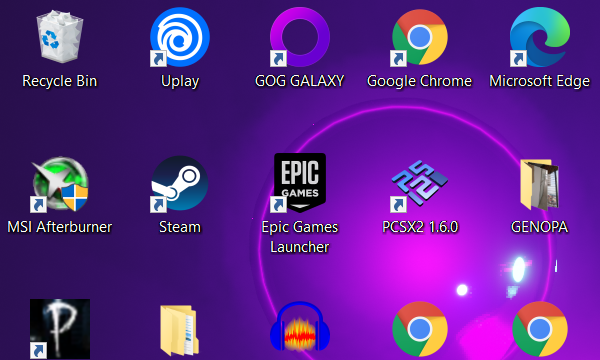 Recycle Bin
Uplay
GOG GALAXY
Google Chrome
Microsoft Edge
EPIC
GAMES
PS2
MSI Afterburner
Steam
Epic Games
Launcher
PCSX2 1.6.0
GENOPA
P